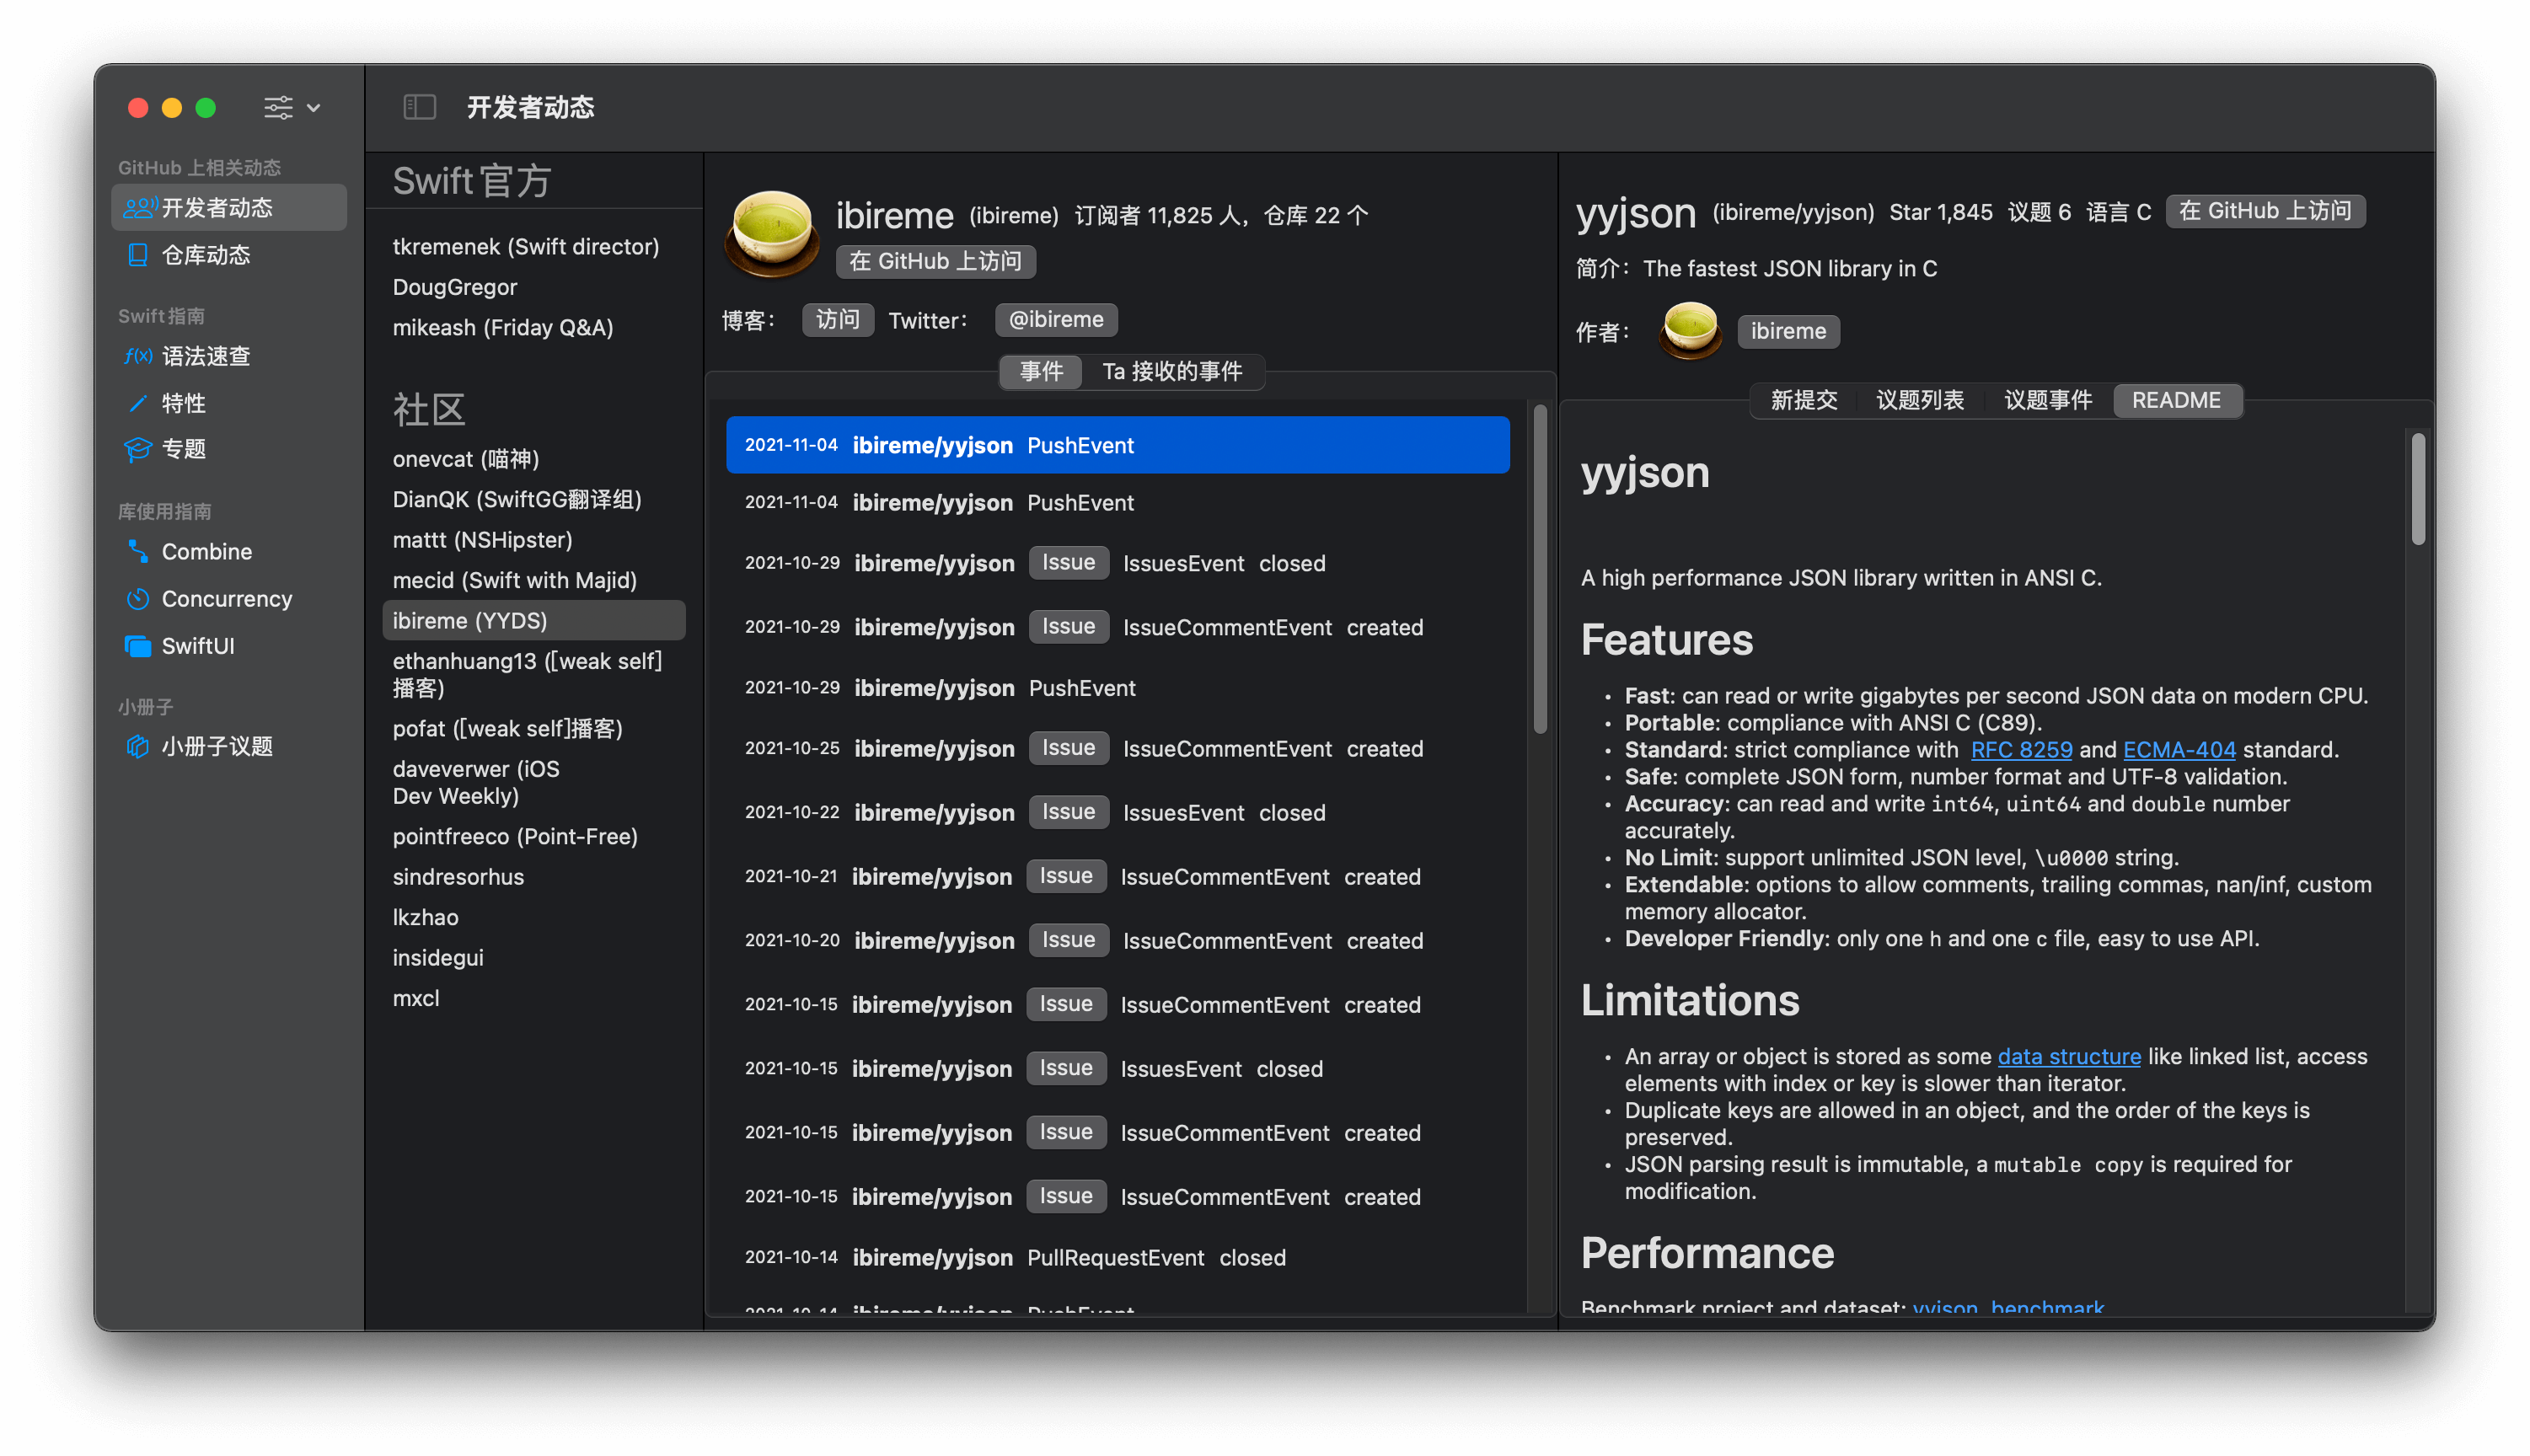 开发者动态
GitHub 上相关动态
开发者动态
仓库动态
Swift指南
f(x) 语法速查
特性
专题
库使用指南
Combine
Concurrency
SwiftUI
小册子
小册子议题
Swift官方
tkremenek (Swift director)
DougGregor
mikeash (Friday Q&A)
社区
onevcat (喵神)
DianQK (SwiftGG翻译组)
mattt (NSHipster)
mecid (Swift with Majid)
ibireme (YYDS)
ethanhuang13 ([weak self]
播客)
pofat ([weak self]播客)
daveverwer (iOS
Dev Weekly)
pointfreeco (Point-Free)
sindresorhus
lkzhao
insidegui
mxcl
ibireme (ibireme) 订阅者 11,825 人，仓库 22 个
在 GitHub 上访问
博客： 访问 Twitter： @ibireme
事件 Ta 接收的事件
2021-11-04 ibireme/yyjson PushEvent
2021-11-04 ibireme/yyjson PushEvent
2021-10-29 ibireme/yyjson Issue IssuesEvent closed
2021-10-29 ibireme/yyjson Issue IssueCommentEvent created
2021-10-29 ibireme/yyjson PushEvent
2021-10-25 ibireme/yyjson Issue IssueCommentEvent created
2021-10-22 ibireme/yyjson Issue IssuesEvent closed
2021-10-21 ibireme/yyjson Issue IssueCommentEvent created
2021-10-20 ibireme/yyjson Issue IssueCommentEvent created
2021-10-15 ibireme/yyjson Issue IssueCommentEvent created
2021-10-15 ibireme/yyjson Issue IssuesEvent closed
2021-10-15 ibireme/yyjson Issue IssueCommentEvent created
2021-10-15 ibireme/yyjson Issue IssueCommentEvent created
2021-10-14 ibireme/yyjson PullRequestEvent closed
2021-10-14 ibireme/yyjson PushEvent
yyjson (ibireme/yyjson) Star 1,845 议题 6 语言 C 在 GitHub 上访问
简介： The fastest JSON library in C
作者： ibireme
新提交 议题列表 议题事件 README
yyjson
A high performance JSON library written in ANSI C.
Features
• Fast: can read or write gigabytes per second JSON data on modern CPU.
• Portable: compliance with ANSI C (C89).
• Standard: strict compliance with RFC 8259 and ECMA-404 standard.
• Safe: complete JSON form, number format and UTF-8 validation.
• Accuracy: can read and write int64, uint64 and double number
accurately.
• No Limit: support unlimited JSON level, \u0000 string.
• Extendable: options to allow comments, trailing commas, nan/inf, custom
memory allocator.
• Developer Friendly: only one h and one c file, easy to use API.
Limitations
• An array or object is stored as some data structure like linked list, access
elements with index or key is slower than iterator.
• Duplicate keys are allowed in an object, and the order of the keys is
preserved.
• JSON parsing result is immutable, a mutable copy is required for
modification.
Performance
Benchmark project and dataset: yyjson_benchmark